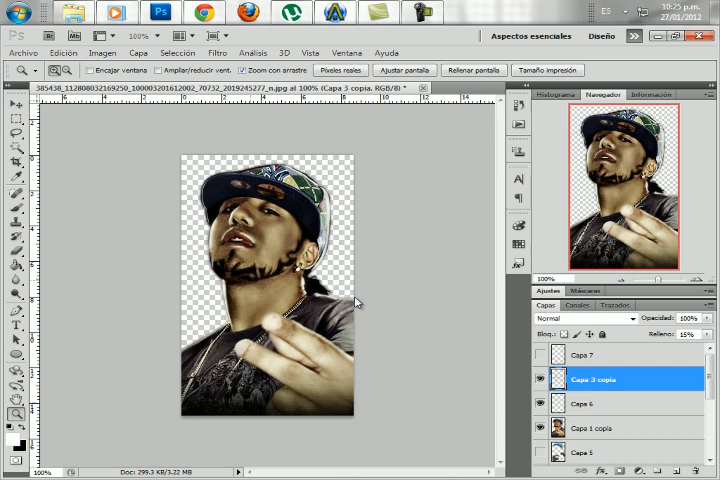 ES
10:25 p.m.
27/01/2012
Ps
Br
Mb
100%
Aspectos esenciales
Diseño
Archivo Edición Imagen Capa Selección Filtro Análisis 3D Vista Ventana Ayuda
Encajar ventana
Ampliar/reducir vent.
Zoom con arrastre
Píxeles reales
Ajustar pantalla
Rellenar pantalla
Tamaño impresión
385438_112808032169250_100003201612002_70732_2019245277_n.jpg al 100% (Capa 3 copia, RGB/8) *
Histograma
Navegador
Información
100%
Ajustes
Máscaras
Capas
Canales
Trazados
Normal
Opacidad: 100%
Bloq.:
Relleno: 15%
Capa 7
Capa 3 copia
Capa 6
Capa 1 copia
Capa 5
100%
Doc: 299.3 KB/3.22 MB